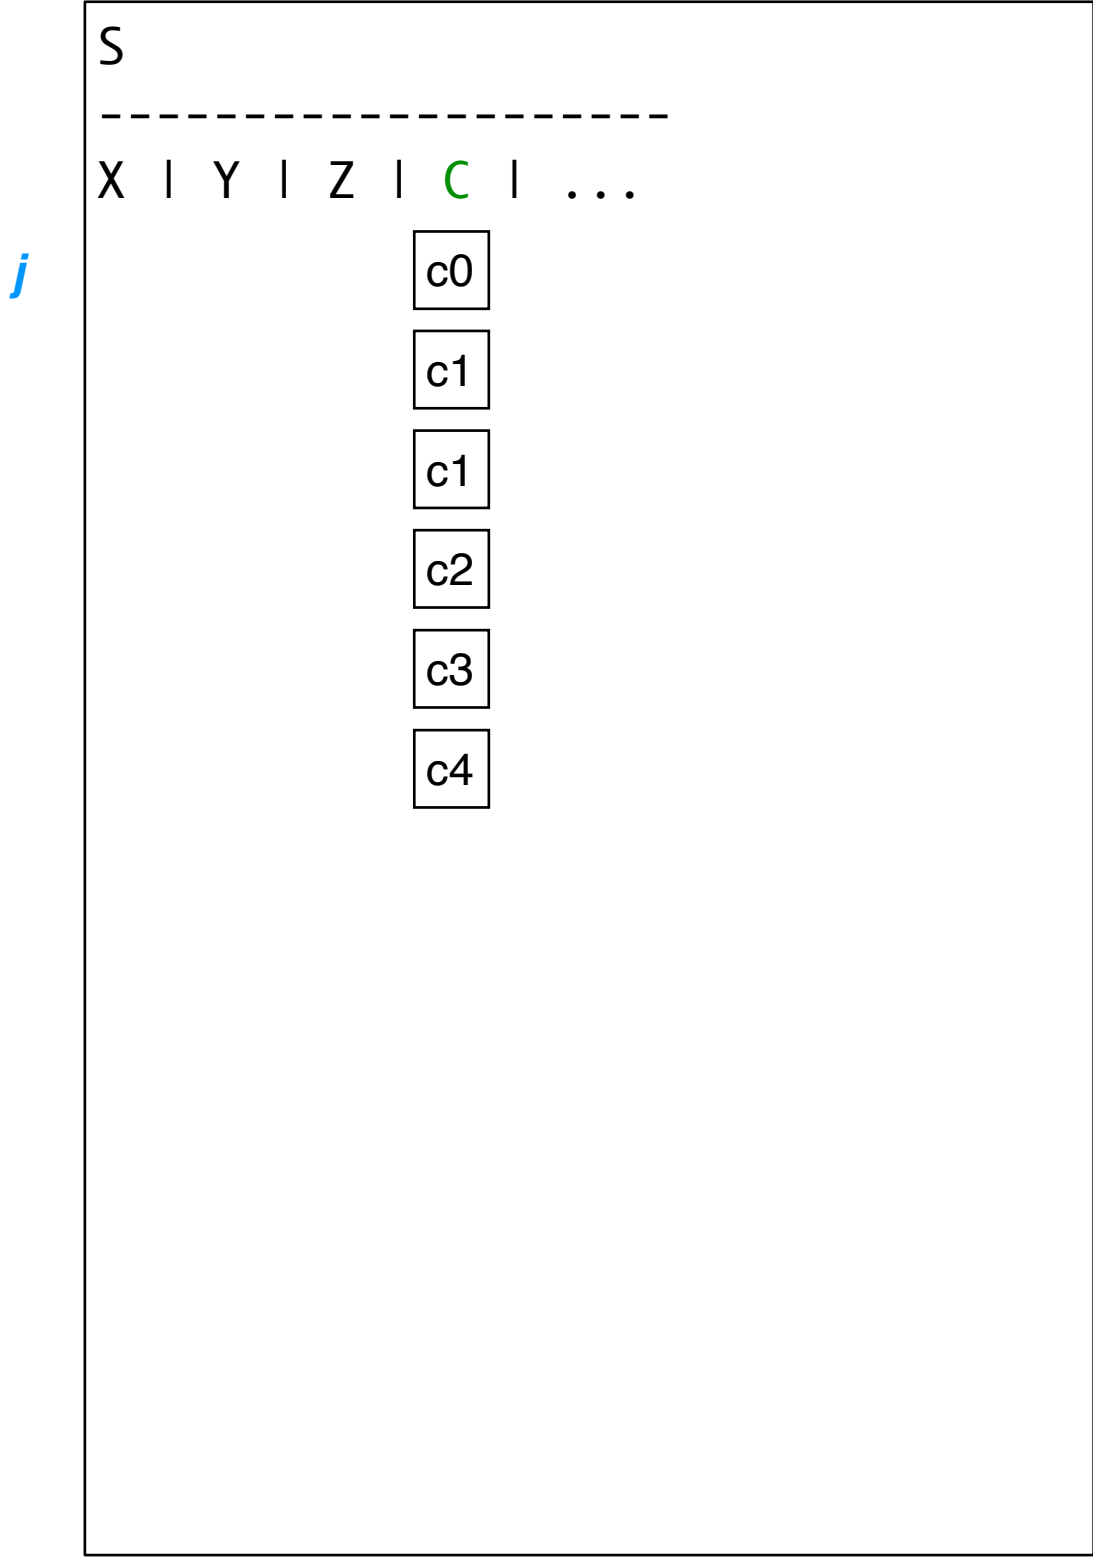 S
--------------------
X | Y | Z | C | ...
j
c0
c1
c1
c2
c3
c4